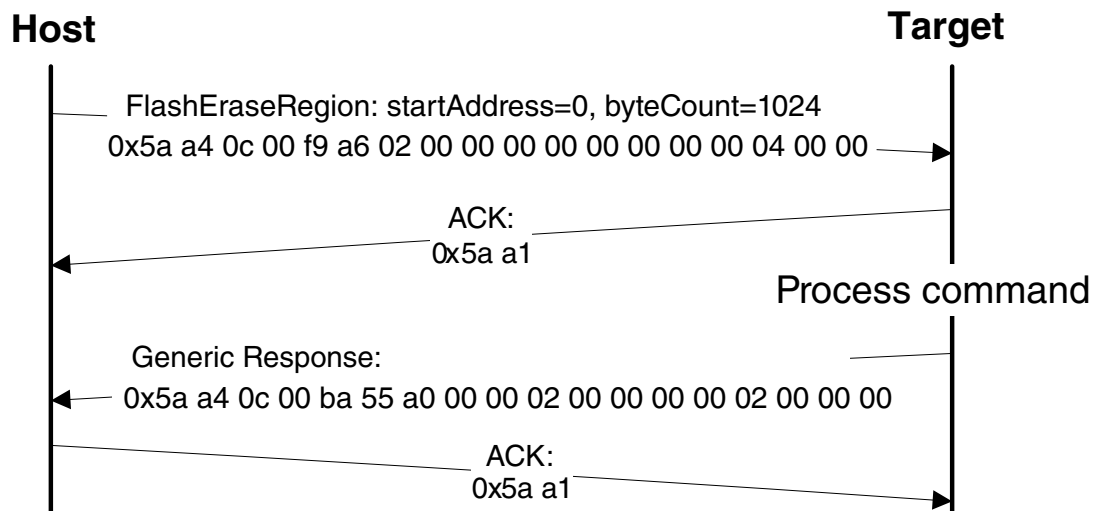 Host
Target
FlashEraseRegion: startAddress=0, byteCount=1024
0x5a a4 0c 00 f9 a6 02 00 00 00 00 00 00 00 00 04 00 00
ACK:
0x5a a1
Process command
Generic Response:
0x5a a4 0c 00 ba 55 a0 00 00 02 00 00 00 00 02 00 00 00
ACK:
0x5a a1